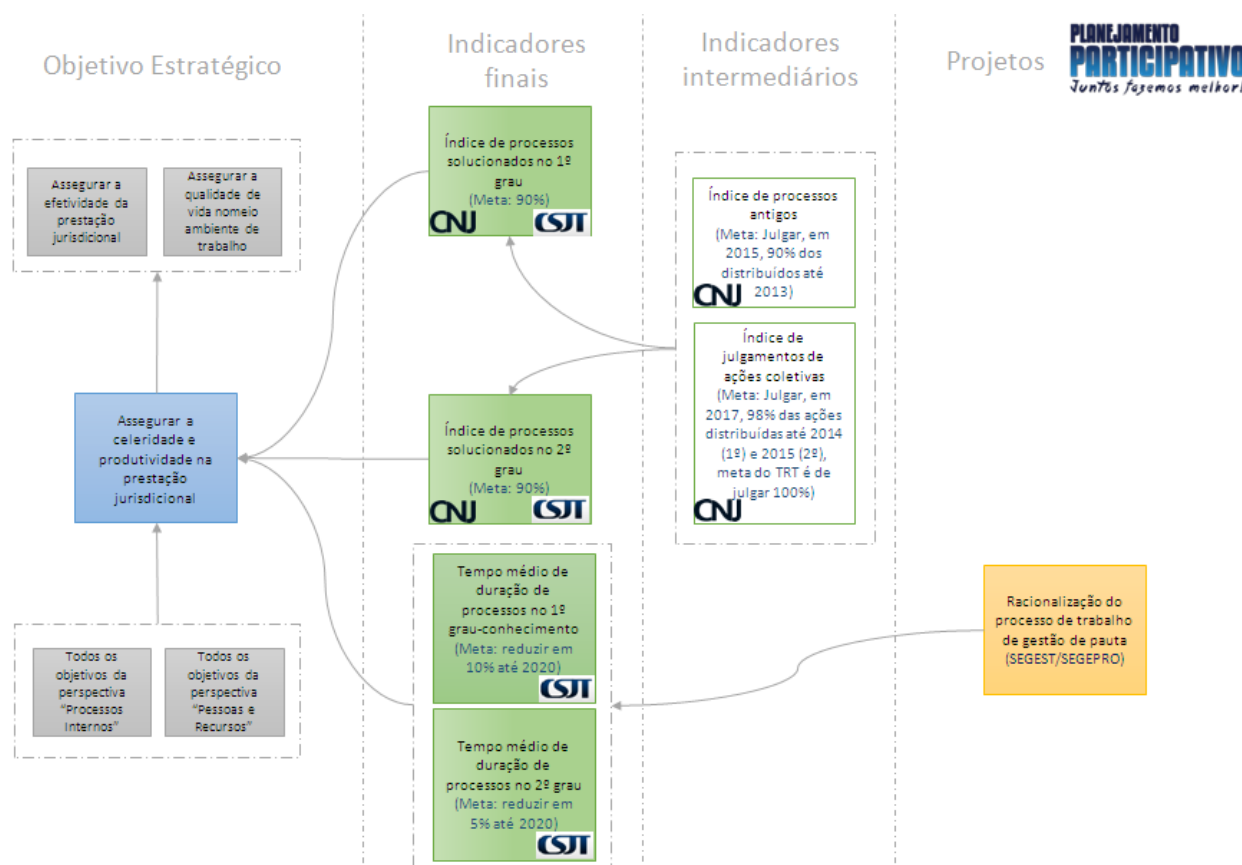 Objetivo Estratégico
Indicadores
finais
Indicadores
intermediários
Projetos
PLANEJAMENTO
PARTICIPATIVO
Juntos fazemos melhor!
Assegurar a
efetividade da
prestação
jurisdicional
Assegurar a
qualidade de
vida nomeio
ambiente de
trabalho
Assegurar a
celeridade e
produtividade na
prestação
jurisdicional
Todos os
objetivos da
perspectiva
“Processos
Internos”
Todos os
objetivos da
perspectiva
“Pessoas e
Recursos”
Índice de processos
solucionados no 1º
grau
(Meta: 90%)
CNJ CSJT
Índice de processos
solucionados no 2º
grau
(Meta: 90%)
CNJ CSJT
Tempo médio de
duração de
processos no 1º
grau-conhecimento
(Meta: reduzir em
10% até 2020)
CSJT
Tempo médio de
duração de
processos no 2º grau
(Meta: reduzir em
5% até 2020)
CSJT
Índice de processos
antigos
(Meta: Julgar, em
2015, 90% dos
distribuídos até
2013)
CNJ
Índice de
julgamentos de
ações coletivas
(Meta: Julgar, em
2017, 98% das ações
distribuídas até 2014
(1º) e 2015 (2º),
meta do TRT é de
julgar 100%)
CNJ
Racionalização do
processo de trabalho
de gestão de pauta
(SEGEST/SEGEPRO)